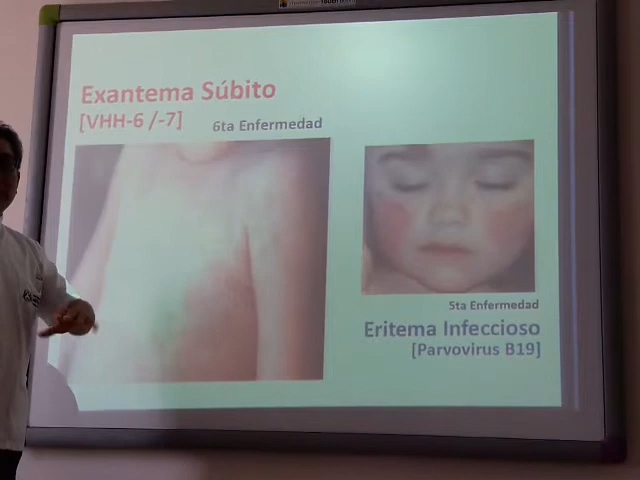 Exantema Súbito
[VHH-6 /-7]
6ta Enfermedad
5ta Enfermedad
Eritema Infeccioso
[Parvovirus B19]